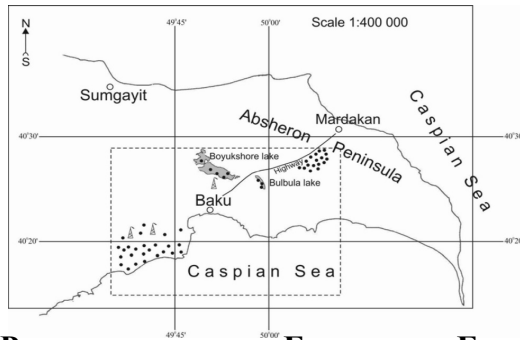 49°45' 50°00' Scale 1:400 000
N
S
Sumgayit
Caspian Sea
Mardakan
40°30' 40°30'
Absheron Peninsula
Boyukshore lake
Highway
Bulbula lake
Baku
40°20' 40°20'
Caspian Sea
49°45' 50°00'